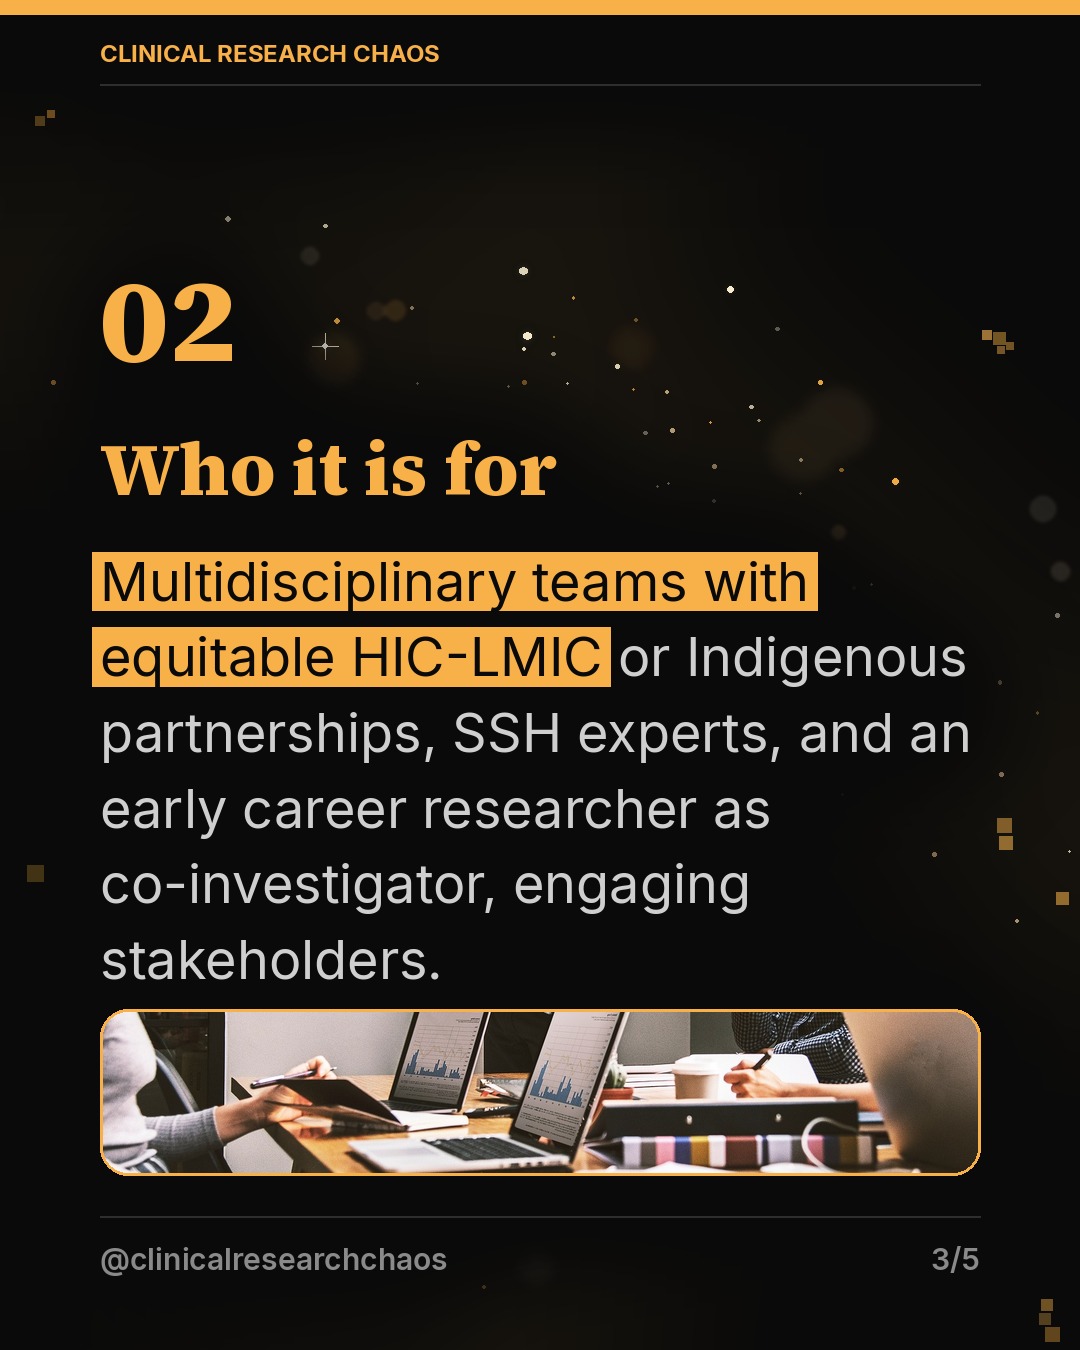 CLINICAL RESEARCH CHAOS
02
Who it is for
Multidisciplinary teams with
equitable HIC-LMIC or Indigenous
partnerships, SSH experts, and an
early career researcher as
co-investigator, engaging
stakeholders.
@clinicalresearchchaos
3/5